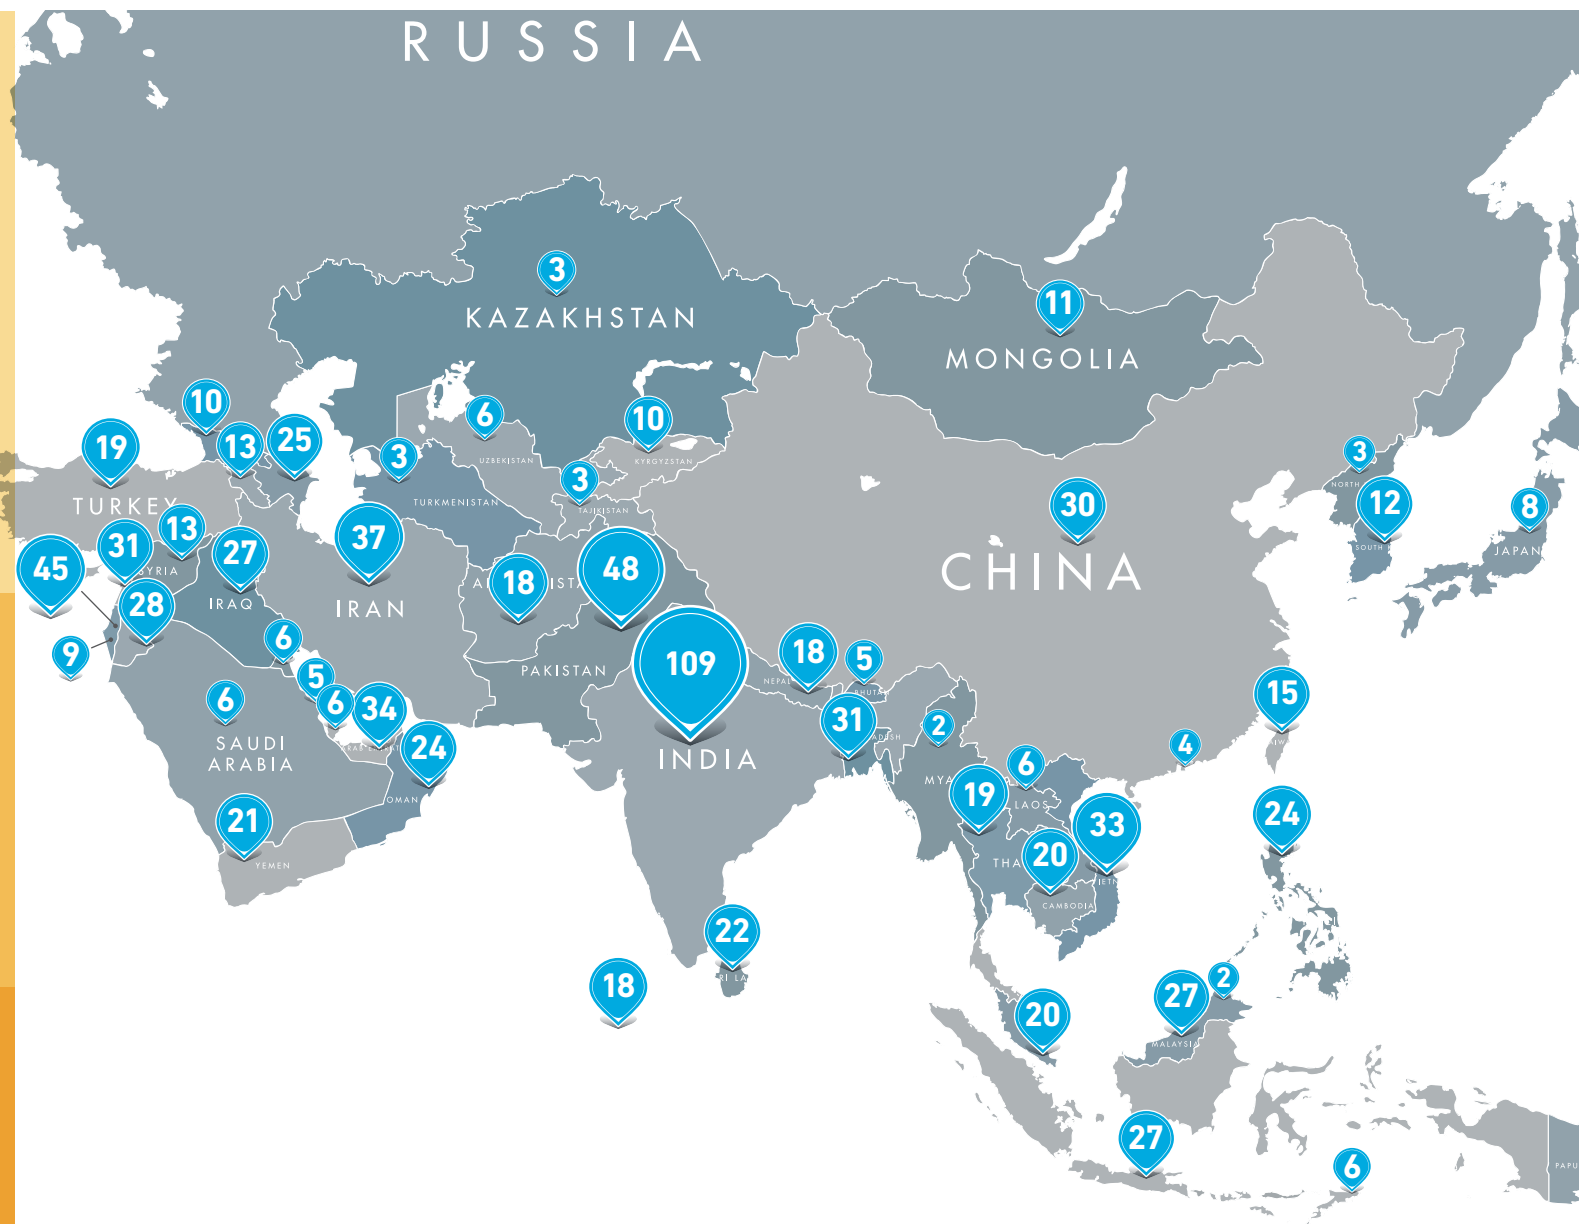 RUSSIA
3
KAZAKHSTAN
11
MONGOLIA
10
6
10
19
13
25
3
UZBEKISTAN
KYRGYZSTAN
3
3
NORTH
TURKEY
TURKMENISTAN
TAJIKISTAN
30
12
8
SOUTH
JAPAN
31
13
27
37
45
SYRIA
18
48
CHINA
28
IRAQ
IRAN
9
6
PAKISTAN
109
18
5
NEPAL
BHUTAN
5
6
6
34
31
2
15
SAUDI
ARABIA
24
INDIA
4
6
OMAN
19
LAOS
21
33
24
YEMEN
20
CAMBODIA
22
18
27
2
20
MALAYSIA
27
6